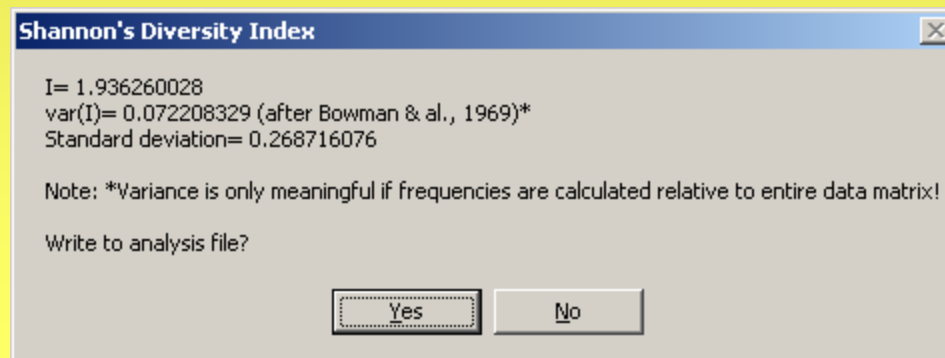 Shannon's Diversity Index
I= 1.936260028
var(I)= 0.072208329 (after Bowman & al., 1969)*
Standard deviation= 0.268716076
Note: *Variance is only meaningful if frequencies are calculated relative to entire data matrix!
Write to analysis file?
Yes
No